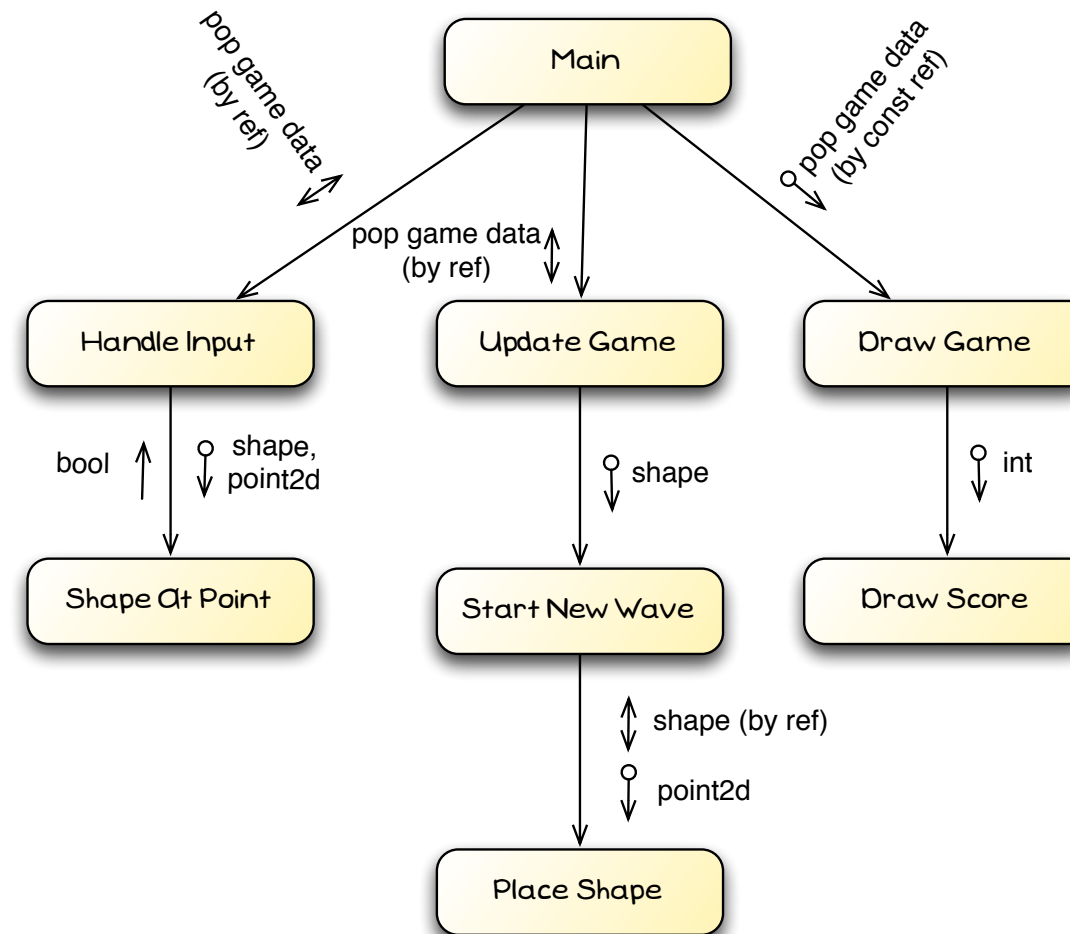 Main
pop game data
(by ref)
pop game data
(by const ref)
pop game data
(by ref)
Handle Input
Update Game
Draw Game
bool
shape,
point2d
shape
int
Shape At Point
Start New Wave
Draw Score
shape (by ref)
point2d
Place Shape